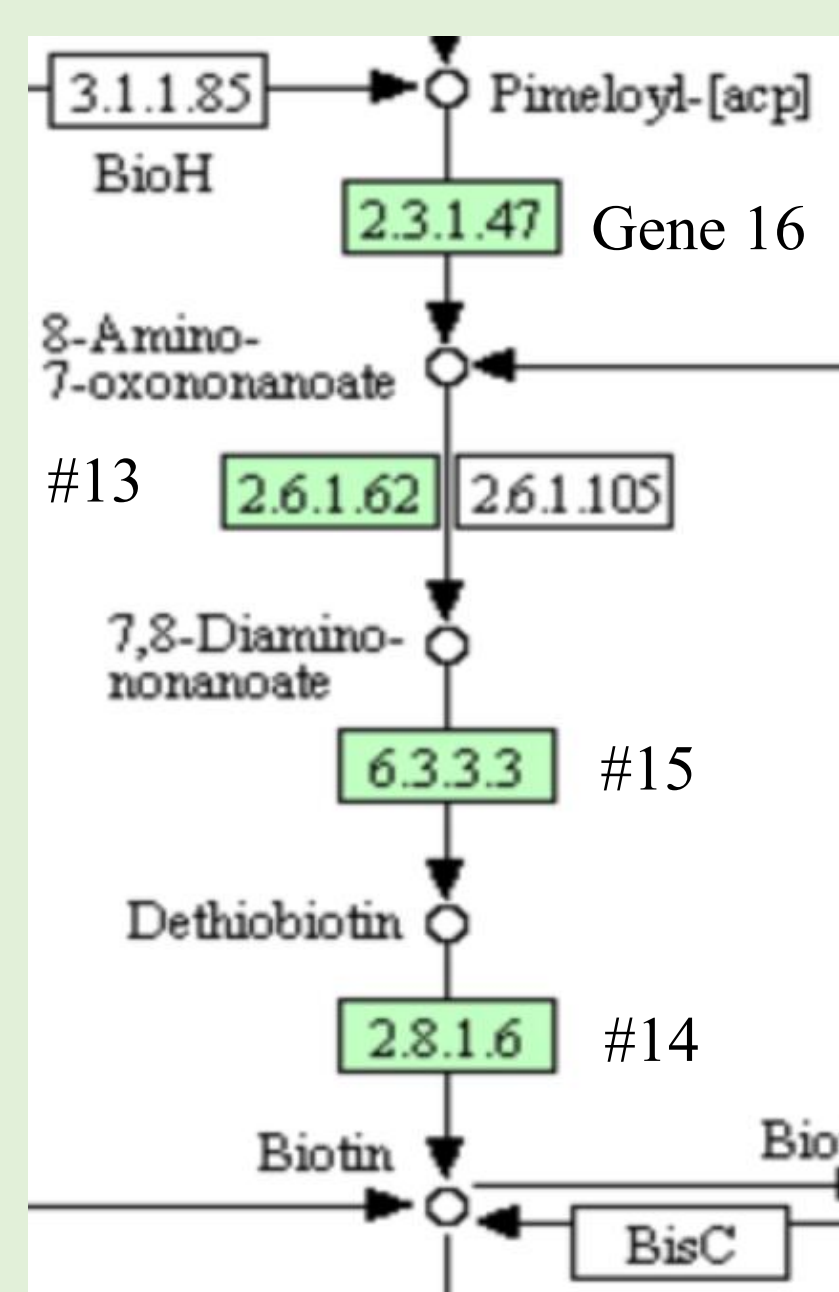 3.1.1.85
Pimeloyl-[acp]
BioH
2.3.1.47
Gene 16
8-Amino-
7-oxononanoate
#13
2.6.1.62
2.6.1.105
7,8-Diamino-
nonanoate
6.3.3.3
#15
Dethiobiotin
2.8.1.6
#14
Biotin
Bio
BisC